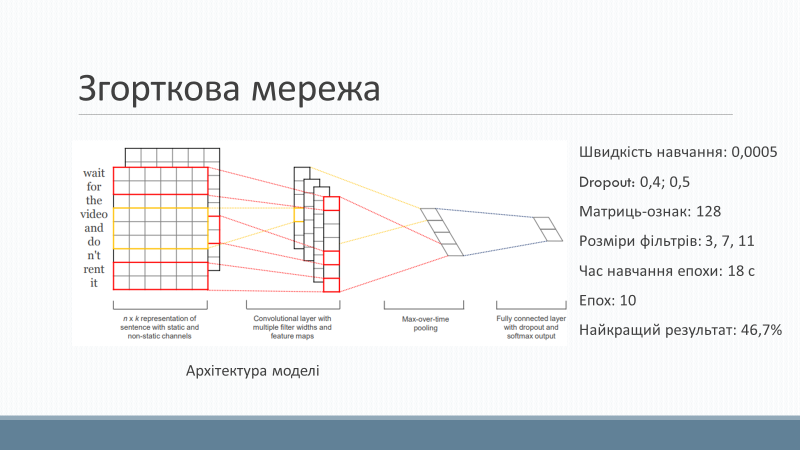 Згорткова мережа
wait
for
the
video
and
do
n't
rent
it
n x k representation of
sentence with static and
non-static channels
Convolutional layer with
multiple filter widths and
feature maps
Max-over-time
pooling
Fully connected layer
with dropout and
softmax output
Архітектура моделі
Швидкість навчання: 0,0005
Dropout: 0,4; 0,5
Матриць-ознак: 128
Розміри фільтрів: 3, 7, 11
Час навчання епохи: 18 с
Епох: 10
Найкращий результат: 46,7%